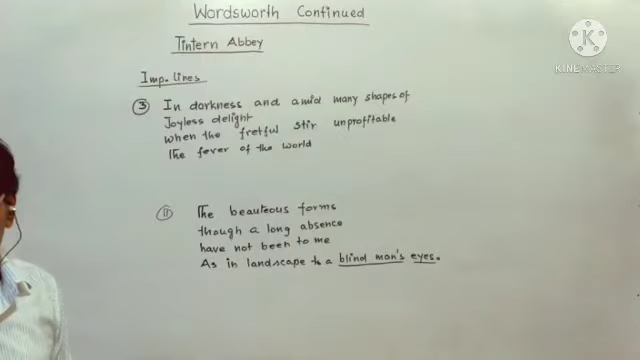 Wordsworth Continued
KINEMASTER
Tintern Abbey
Imp. lines
③ In darkness and amid many shapes of
Joyless delight
when the fretful stir unprofitable
The fever of the world
⑪ The beauteous forms
though a long absence
have not been to me
As in landscape to a blind man's eyes.